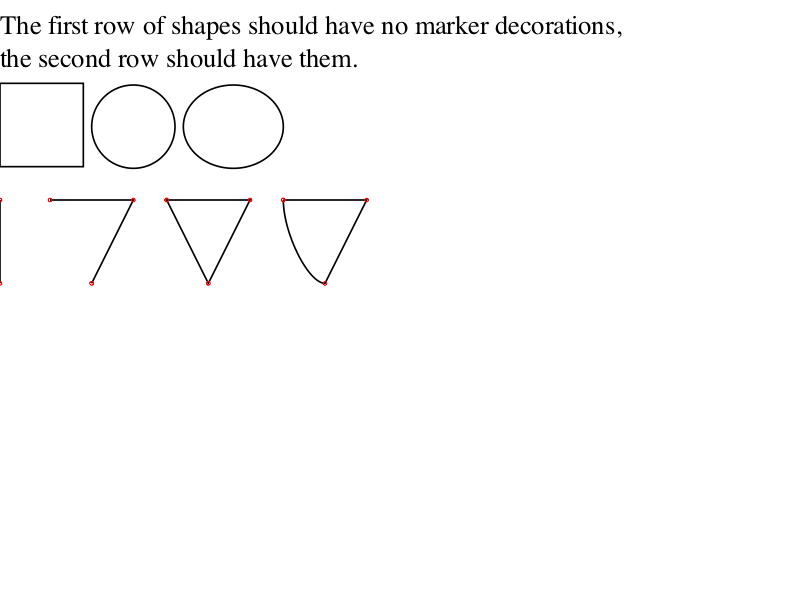 The first row of shapes should have no marker decorations,
the second row should have them.